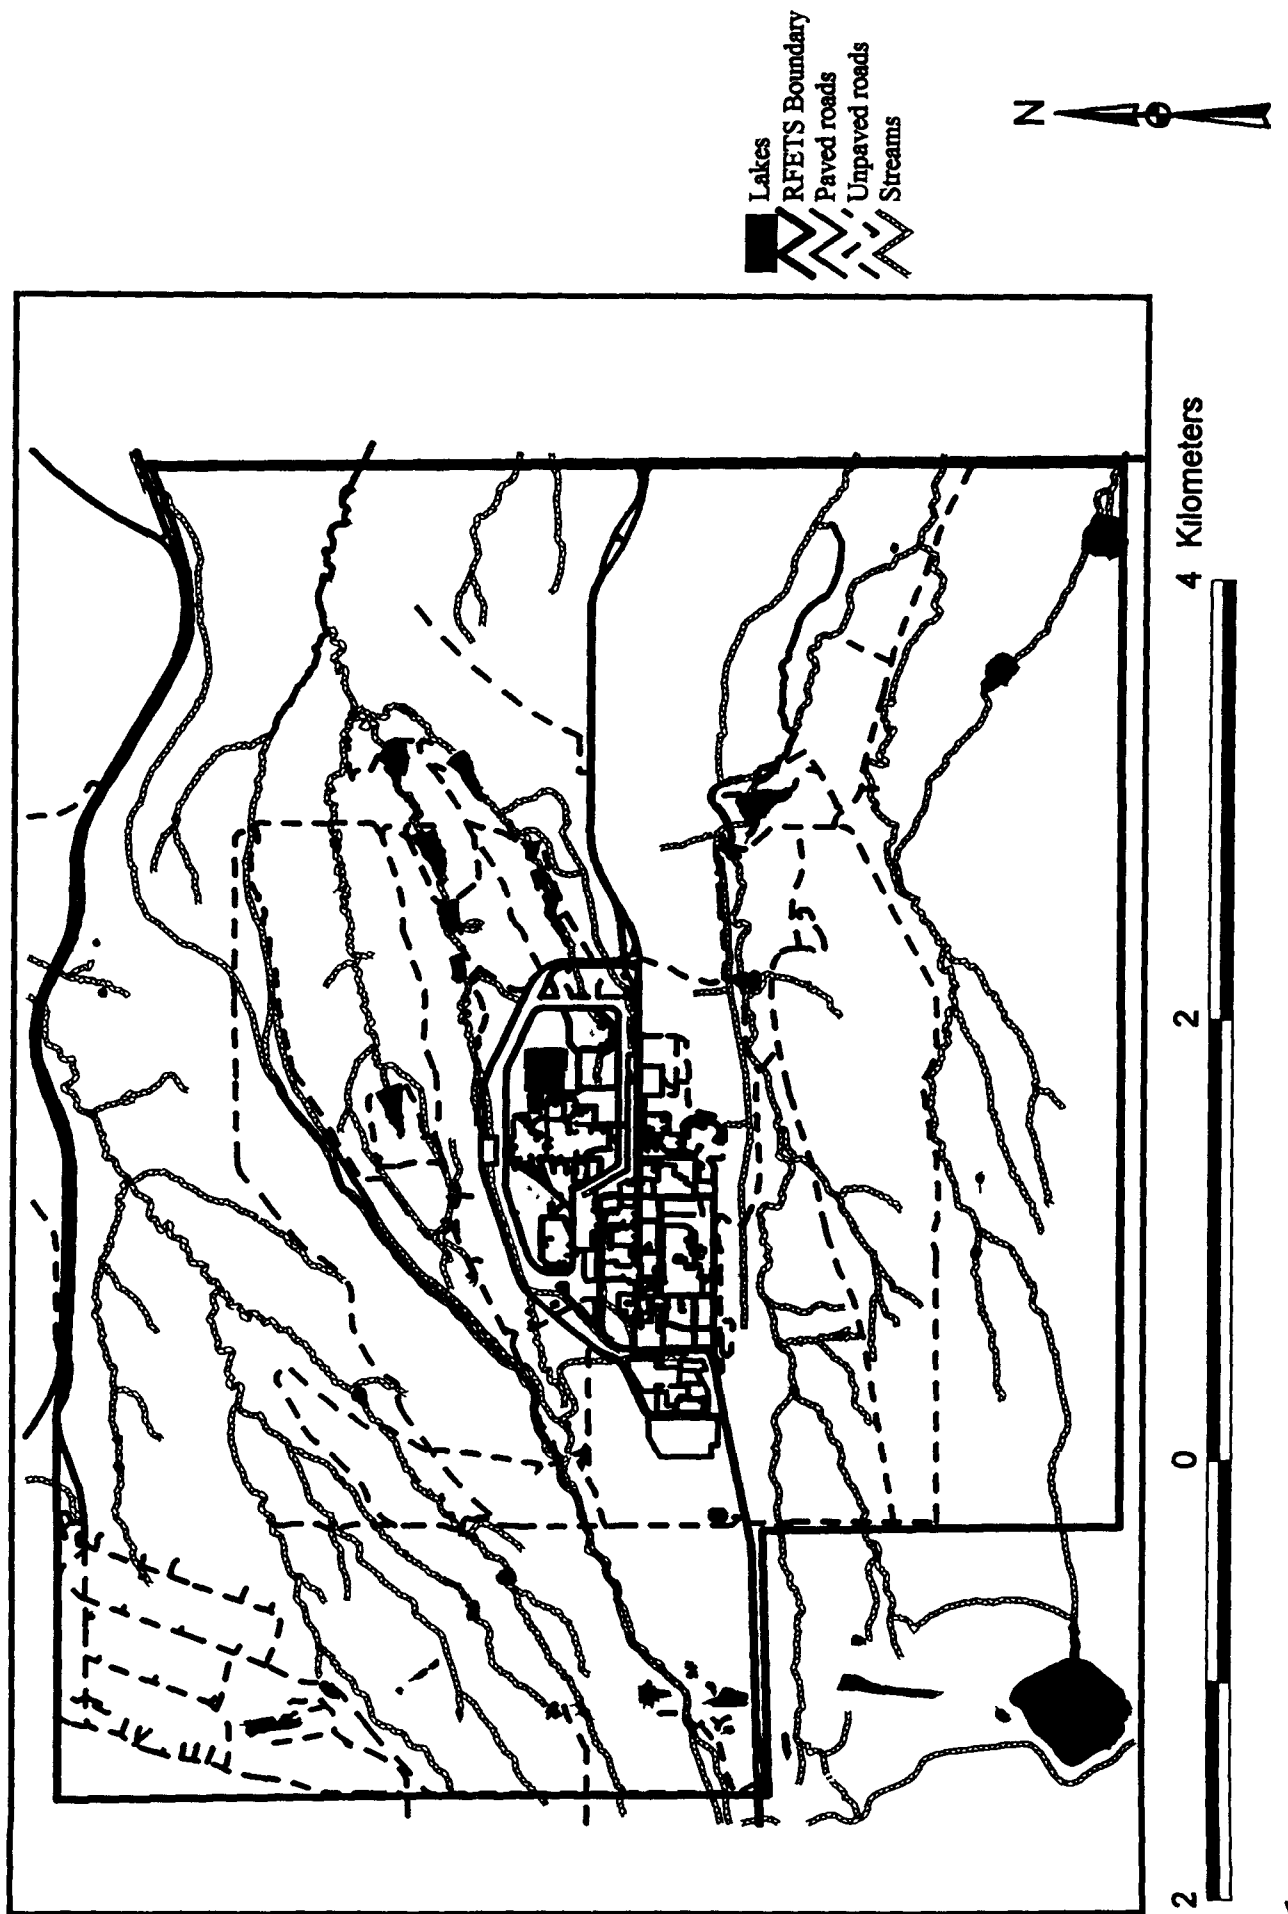 Lakes
RFETS Boundary
Paved roads
Unpaved roads
Streams
N
2 0 2 4 Kilometers